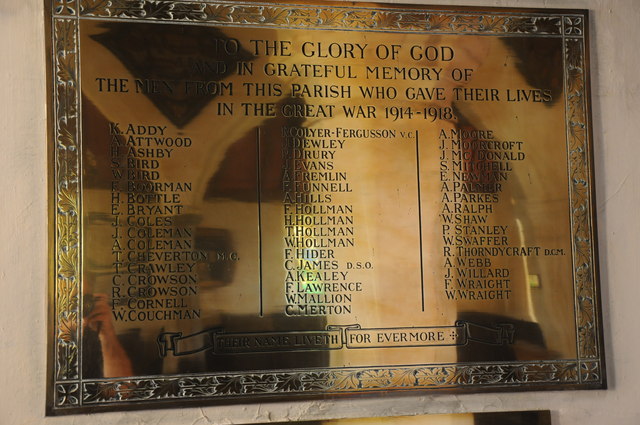 TO THE GLORY OF GOD
AND IN GRATEFUL MEMORY OF
THE MEN FROM THIS PARISH WHO GAVE THEIR LIVES
IN THE GREAT WAR 1914-1918.
K. ADDY
A. ATTWOOD
H. ASHBY
S. BIRD
W. BIRD
E. BOORMAN
H. BOTTLE
E. BRYANT
J. COLES
J. COLEMAN
A. COLEMAN
T. CHEVERTON M.C.
T. CRAWLEY
C. CROWSON
R. CROWSON
F. CORNELL
W. COUCHMAN
COLYER-FERGUSSON V.C.
J. DEWLEY
DRURY
EVANS
A. FREMLIN
F. FUNNELL
A. HILLS
F. HOLLMAN
H. HOLLMAN
T. HOLLMAN
W. HOLLMAN
F. HIDER
C. JAMES D.S.O.
A. KEALEY
F. LAWRENCE
W. MALLION
C. MERTON
A. MOORE
J. MOORCROFT
J. McDONALD
S. MITCHELL
E. NEWMAN
A. PALMER
A. PARKES
A. RALPH
W. SHAW
P. STANLEY
W. SWAFFER
R. THORNDYCRAFT D.C.M.
A. WEBB
J. WILLARD
F. WRAIGHT
W. WRAIGHT
THEIR NAME LIVETH FOR EVERMORE